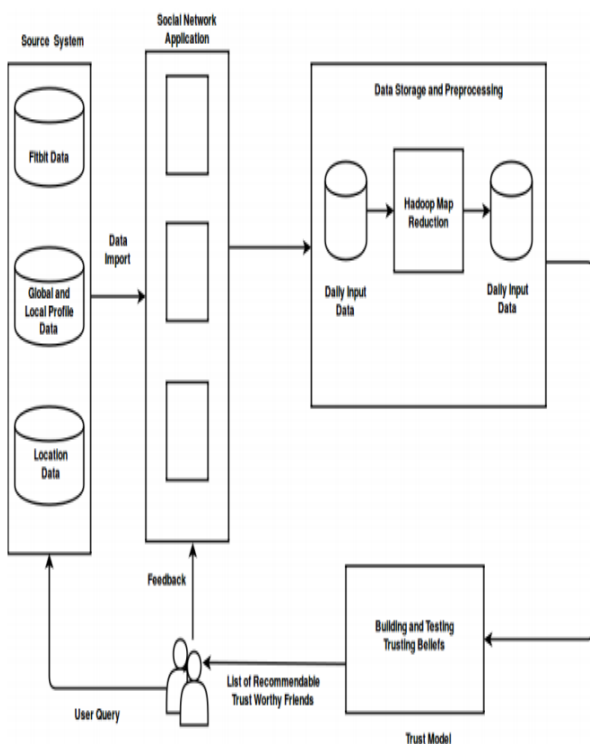 Social Network
Application
Source System
Fitbit Data
Global and
Local Profile
Data
Location
Data
Data
Import
Data Storage and Preprocessing
Hadoop Map
Reduction
Daily Input
Data
Daily Input
Data
Feedback
User Query
List of Recommendable
Trust Worthy Friends
Building and Testing
Trusting Beliefs
Trust Model